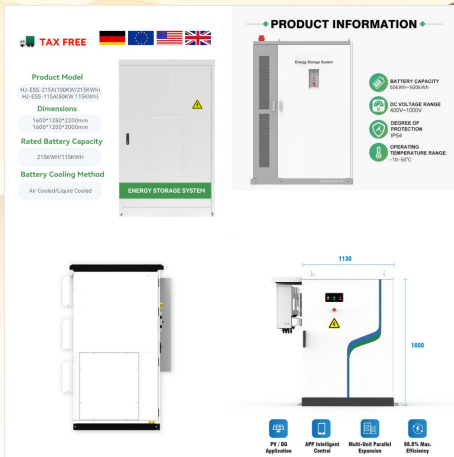 TAX FREE
Product Model
HJ-ESS-215A(100KW/215KWh)
HJ-ESS-115A(50KW 115KWh)
Dimensions
1600*1280*2200mm
1600*1200*2000mm
Rated Battery Capacity
215KWH/115KWH
Battery Cooling Method
Air Cooled/Liquid Cooled
ENERGY STORAGE SYSTEM
PRODUCT INFORMATION
Energy Storage System
BATTERY CAPACITY
50kWh~500kWh
DC VOLTAGE RANGE
400V~1000V
DEGREE OF
PROTECTION
IP54
OPERATING
TEMPERATURE RANGE
-10~50°C
1130
1600
PV / DG
Application
APP Intelligent
Control
Multi-Unit Parallel
Expansion
98.8% Max.
Efficiency